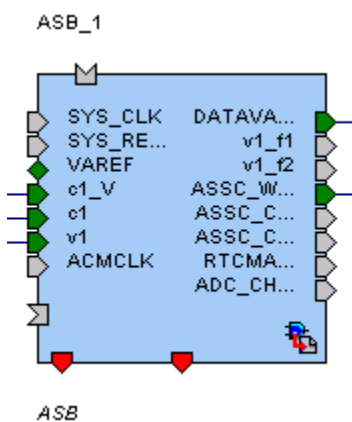 ASB_1
SYS_CLK DATAVA...
SYS_RE... v1_f1
VAREF v1_f2
c1_V ASSC_W...
c1 ASSC_C...
v1 ASSC_C...
ACMCLK RTCMA...
ADC_CH...
ASB